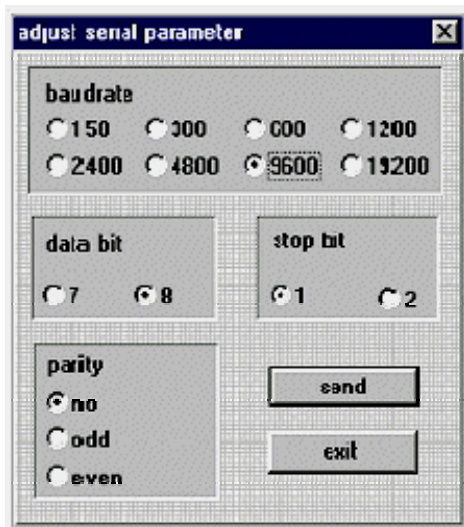 adjust serial parameter
baudrate
150 300 600 1200
2400 4800 9600 19200
data bit
7 8
stop bit
1 2
parity
no
odd
even
send
exit